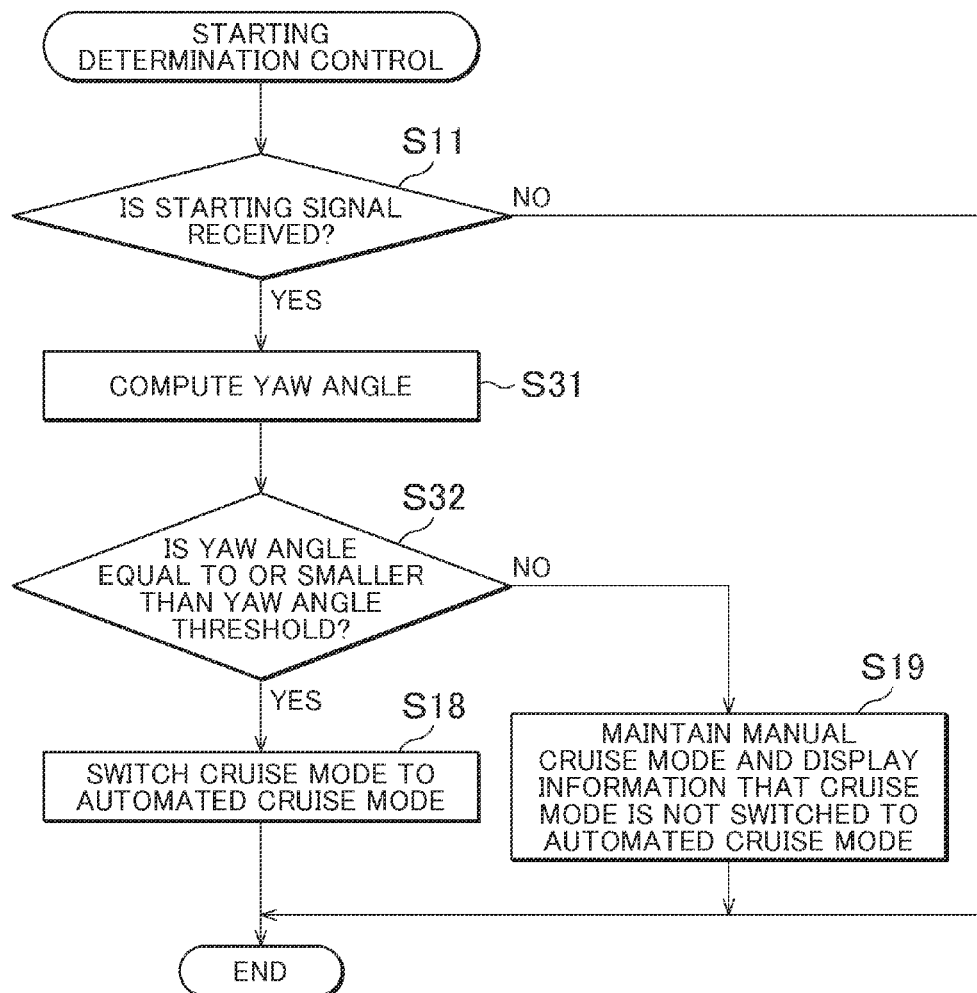 STARTING
DETERMINATION CONTROL
S11
IS STARTING SIGNAL
RECEIVED?
NO
YES
COMPUTE YAW ANGLE
S31
S32
IS YAW ANGLE
EQUAL TO OR SMALLER
THAN YAW ANGLE
THRESHOLD?
NO
YES
S18
SWITCH CRUISE MODE TO
AUTOMATED CRUISE MODE
S19
MAINTAIN MANUAL
CRUISE MODE AND DISPLAY
INFORMATION THAT CRUISE
MODE IS NOT SWITCHED TO
AUTOMATED CRUISE MODE
END